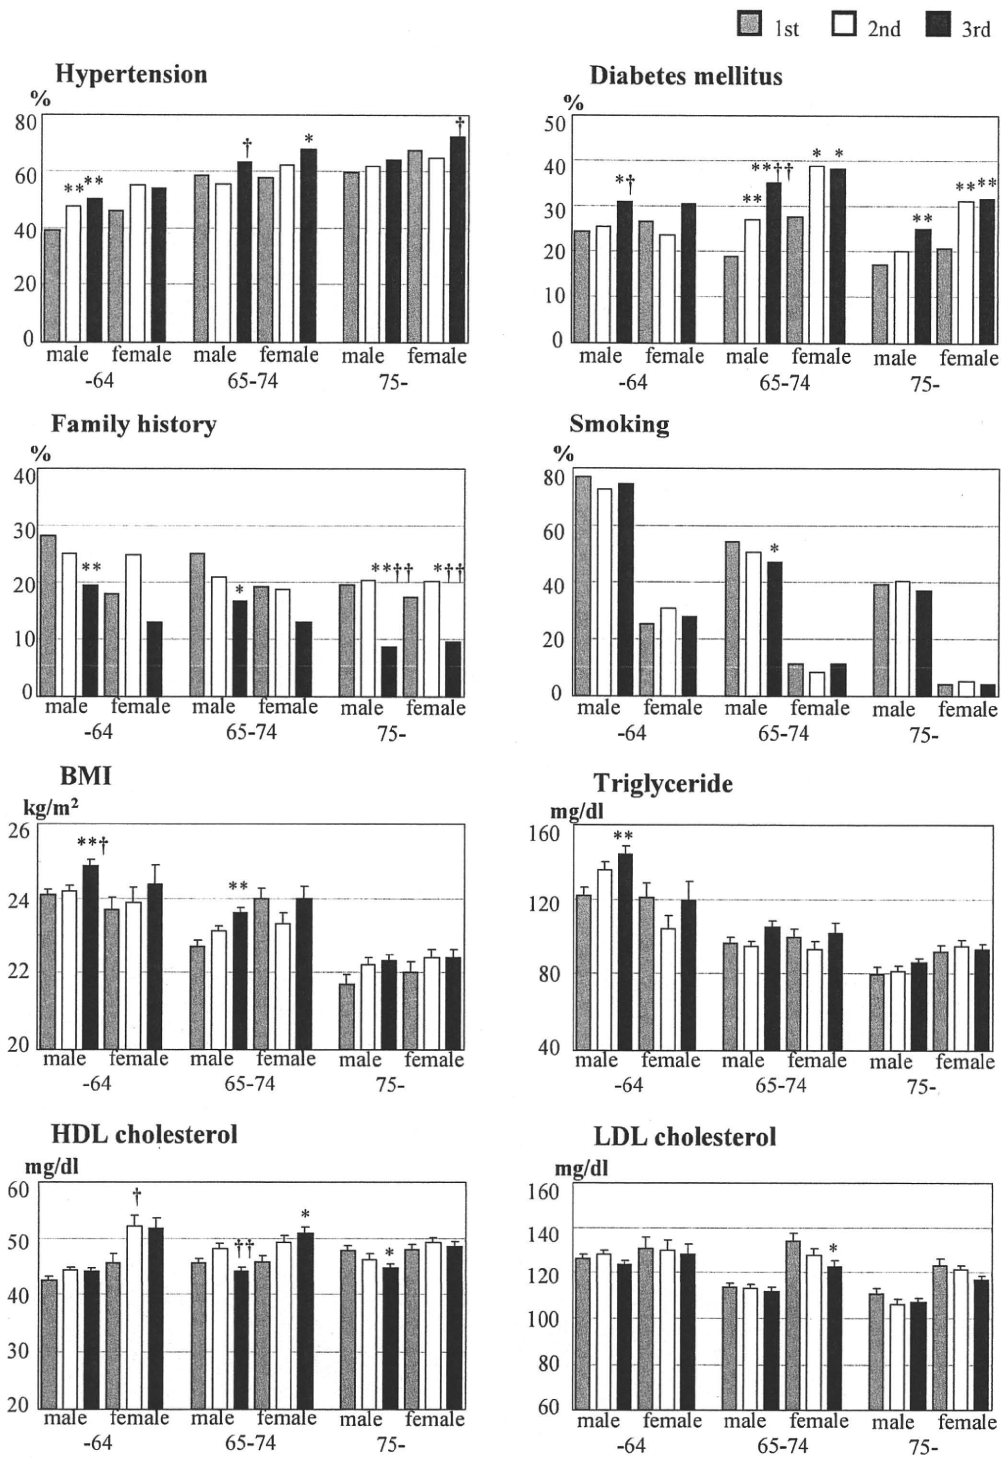 1st 2nd 3rd
Hypertension
%
80
60
40
20
0
** ** † * †
male female male female male female
-64 65-74 75-
Diabetes mellitus
%
50
40
30
20
10
0
*† ** **†† * * ** ** **
male female male female male female
-64 65-74 75-
Family history
%
40
30
20
10
0
** * **†† *††
male female male female male female
-64 65-74 75-
Smoking
%
80
60
40
20
0
*
male female male female male female
-64 65-74 75-
BMI
kg/m²
26
24
22
20
**† **
male female male female male female
-64 65-74 75-
Triglyceride
mg/dl
160
120
80
40
**
male female male female male female
-64 65-74 75-
HDL cholesterol
mg/dl
60
50
40
30
20
† †† * *
male female male female male female
-64 65-74 75-
LDL cholesterol
mg/dl
160
140
120
100
80
60
*
male female male female male female
-64 65-74 75-